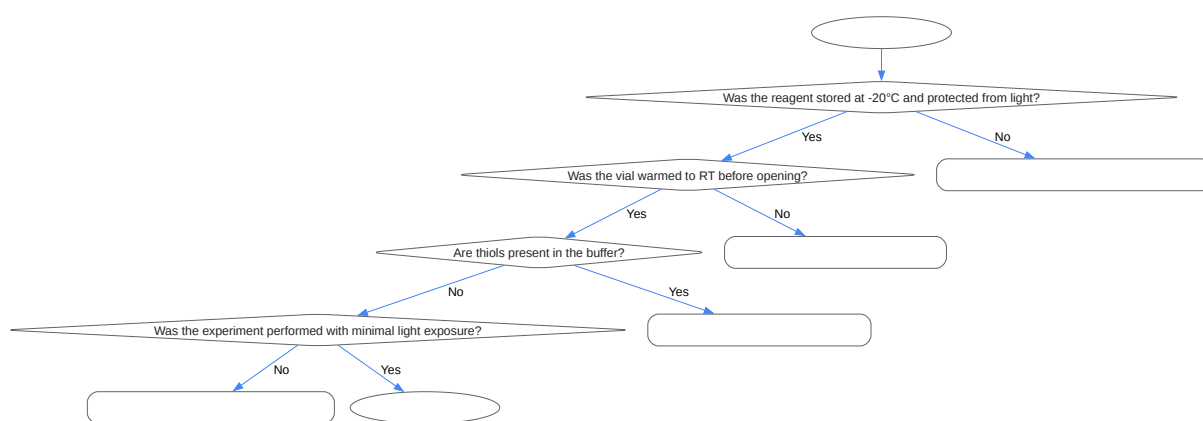 Was the reagent stored at -20°C and protected from light?
Yes
No
Was the vial warmed to RT before opening?
Yes
No
Are thiols present in the buffer?
No
Yes
Was the experiment performed with minimal light exposure?
No
Yes